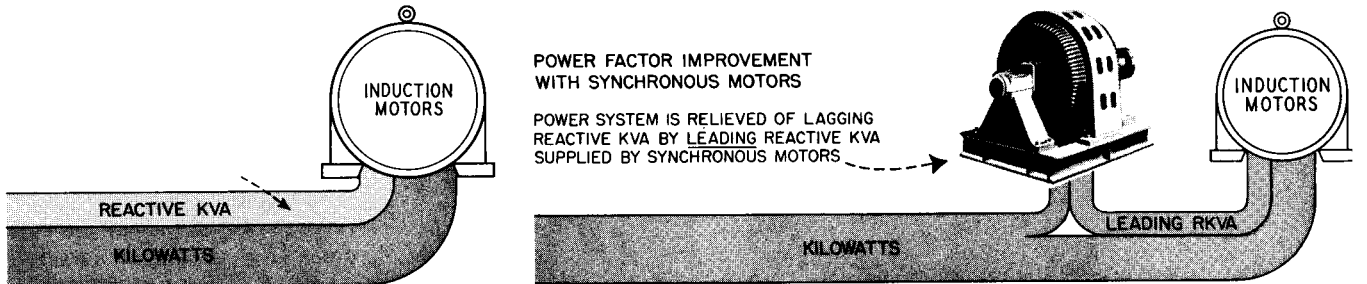 INDUCTION
MOTORS
REACTIVE KVA
KILOWATTS
POWER FACTOR IMPROVEMENT
WITH SYNCHRONOUS MOTORS
POWER SYSTEM IS RELIEVED OF LAGGING
REACTIVE KVA BY LEADING REACTIVE KVA
SUPPLIED BY SYNCHRONOUS MOTORS
INDUCTION
MOTORS
LEADING RKVA
KILOWATTS